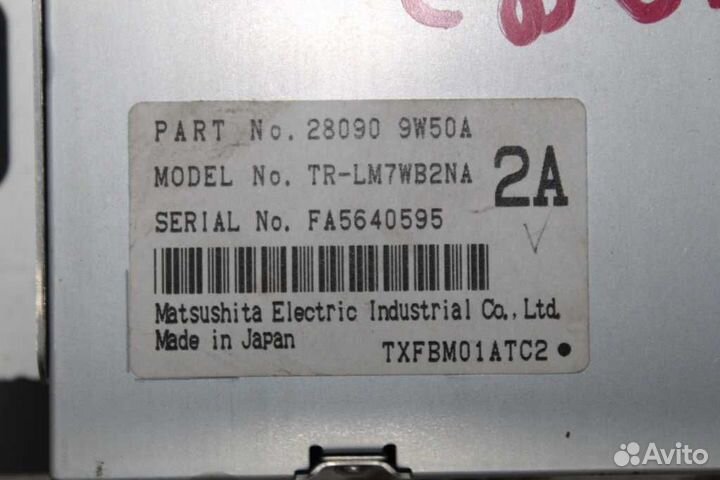 PART No. 28090 9W50A
MODEL No. TR-LM7WB2NA
2A
SERIAL No. FA5640595
V
Matsushita Electric Industrial Co., Ltd.
Made in Japan
TXFBM01ATC2
Avito